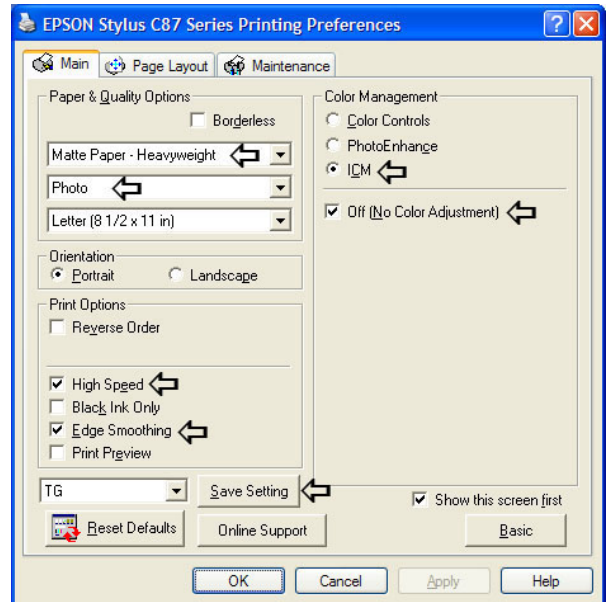 EPSON Stylus C87 Series Printing Preferences
Main
Page Layout
Maintenance
Paper & Quality Options
Borderless
Matte Paper - Heavyweight
Photo
Letter (8 1/2 x 11 in)
Orientation
Portrait
Landscape
Print Options
Reverse Order
High Speed
Black Ink Only
Edge Smoothing
Print Preview
Color Management
Color Controls
PhotoEnhance
ICM
Off (No Color Adjustment)
TG
Save Setting
Show this screen first
Reset Defaults
Online Support
Basic
OK
Cancel
Apply
Help